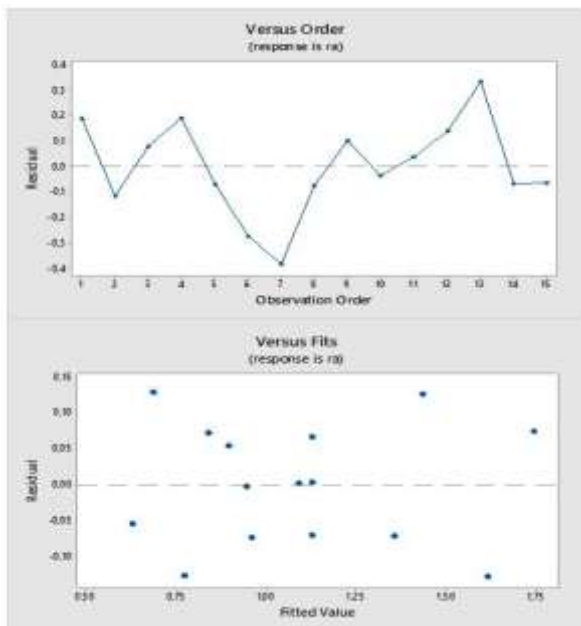 Versus Order
(response is ra)
0.4
0.3
0.2
0.1
0.0
-0.1
-0.2
-0.3
-0.4
Residual
1 2 3 4 5 6 7 8 9 10 11 12 13 14 15
Observation Order
Versus Fits
(response is ra)
0.15
0.10
0.05
0.00
-0.05
-0.10
Residual
0.50 0.75 1.00 1.25 1.50 1.75
Fitted Value